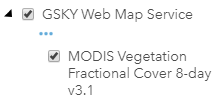 GSKY Web Map Service
MODIS Vegetation
Fractional Cover 8-day
v3.1